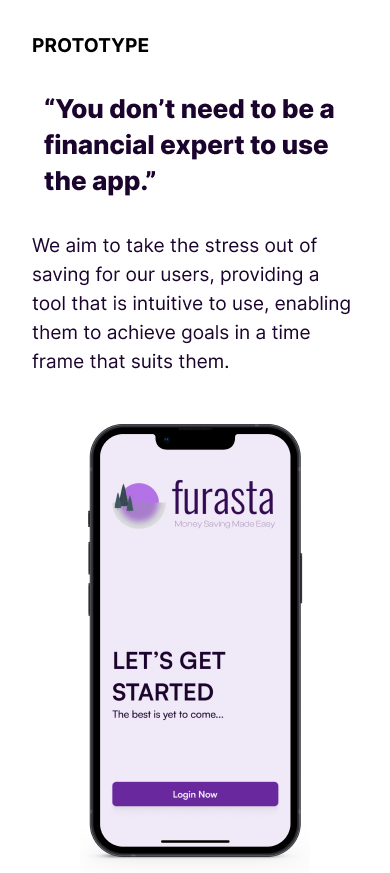 PROTOTYPE
“You don’t need to be a
financial expert to use
the app.”
We aim to take the stress out of
saving for our users, providing a
tool that is intuitive to use, enabling
them to achieve goals in a time
frame that suits them.
furasta
Money Saving Made Easy
LET’S GET
STARTED
The best is yet to come...
Login Now